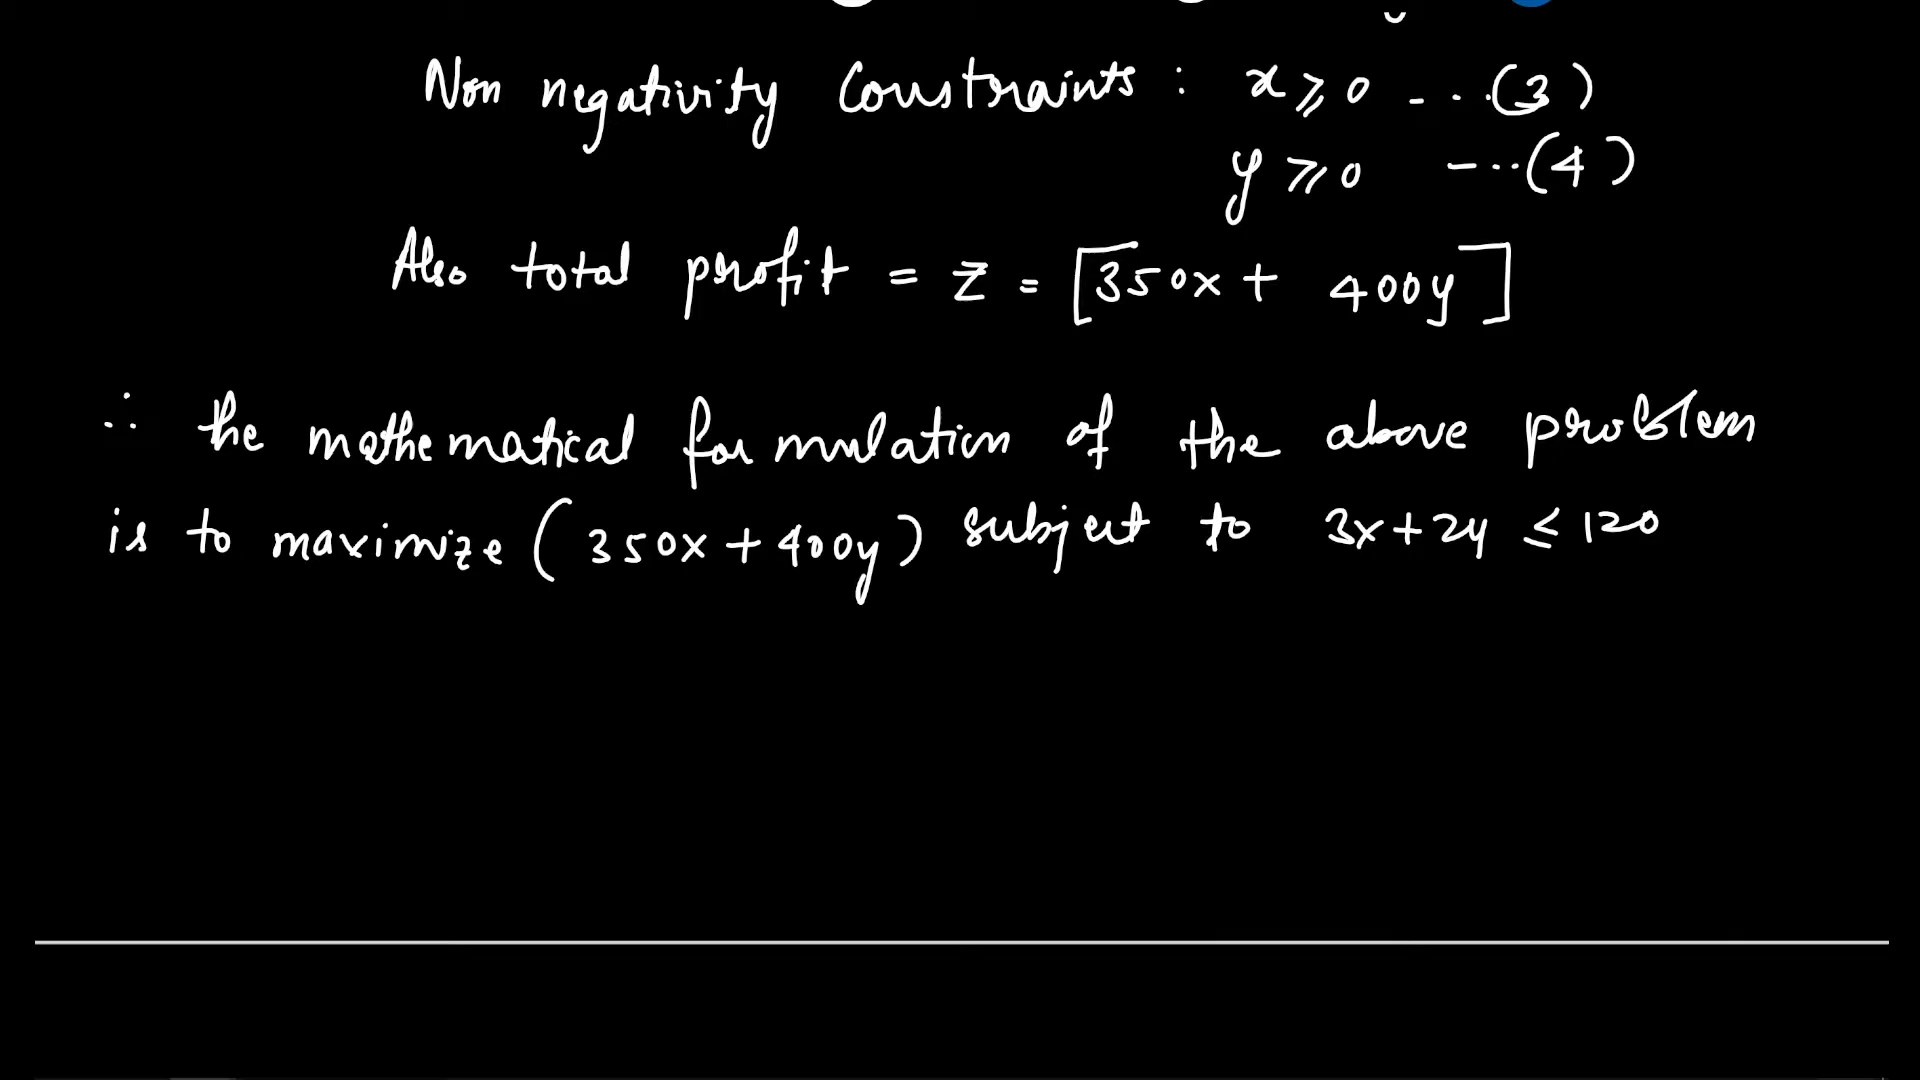 Non negativity Constraints : x ⩾ 0 - - - (3)
y ⩾ 0 - - - (4)
Also total profit = Z = [350x + 400y]
∴ the mathematical formulation of the above problem
is to maximize (350x + 400y) subject to 3x + 2y ≤ 120